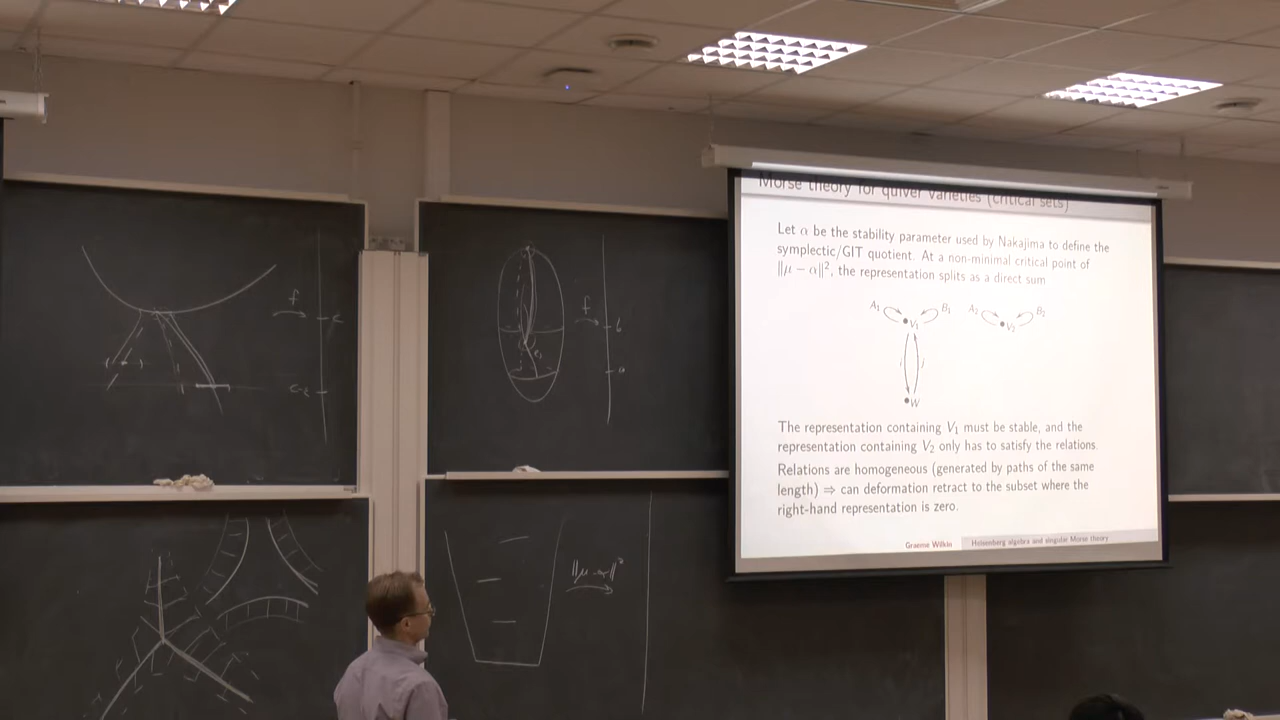 Morse theory for quiver varieties (critical sets)
Let α be the stability parameter used by Nakajima to define the
symplectic/GIT quotient. At a non-minimal critical point of
‖μ − α‖², the representation splits as a direct sum
A₁ B₁ A₂ B₂
V₁ V₂
i j
W
The representation containing V₁ must be stable, and the
representation containing V₂ only has to satisfy the relations.
Relations are homogeneous (generated by paths of the same
length) ⇒ can deformation retract to the subset where the
right-hand representation is zero.
Graeme Wilkin Heisenberg algebra and singular Morse theory
f
c
c-ε
f
b
a
‖μ-α‖²